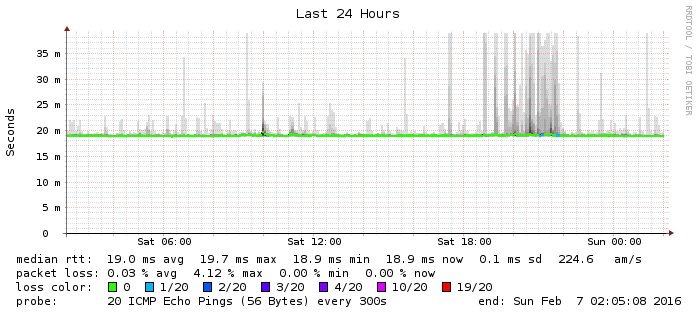 Last 24 Hours
RRDTOOL / TOBI OETIKER
Seconds
35 m
30 m
25 m
20 m
15 m
10 m
5 m
0
Sat 06:00 Sat 12:00 Sat 18:00 Sun 00:00
median rtt: 19.0 ms avg 19.7 ms max 18.9 ms min 18.9 ms now 0.1 ms sd 224.6 am/s
packet loss: 0.03 % avg 4.12 % max 0.00 % min 0.00 % now
loss color: 0 1/20 2/20 3/20 4/20 10/20 19/20
probe: 20 ICMP Echo Pings (56 Bytes) every 300s end: Sun Feb 7 02:05:08 2016